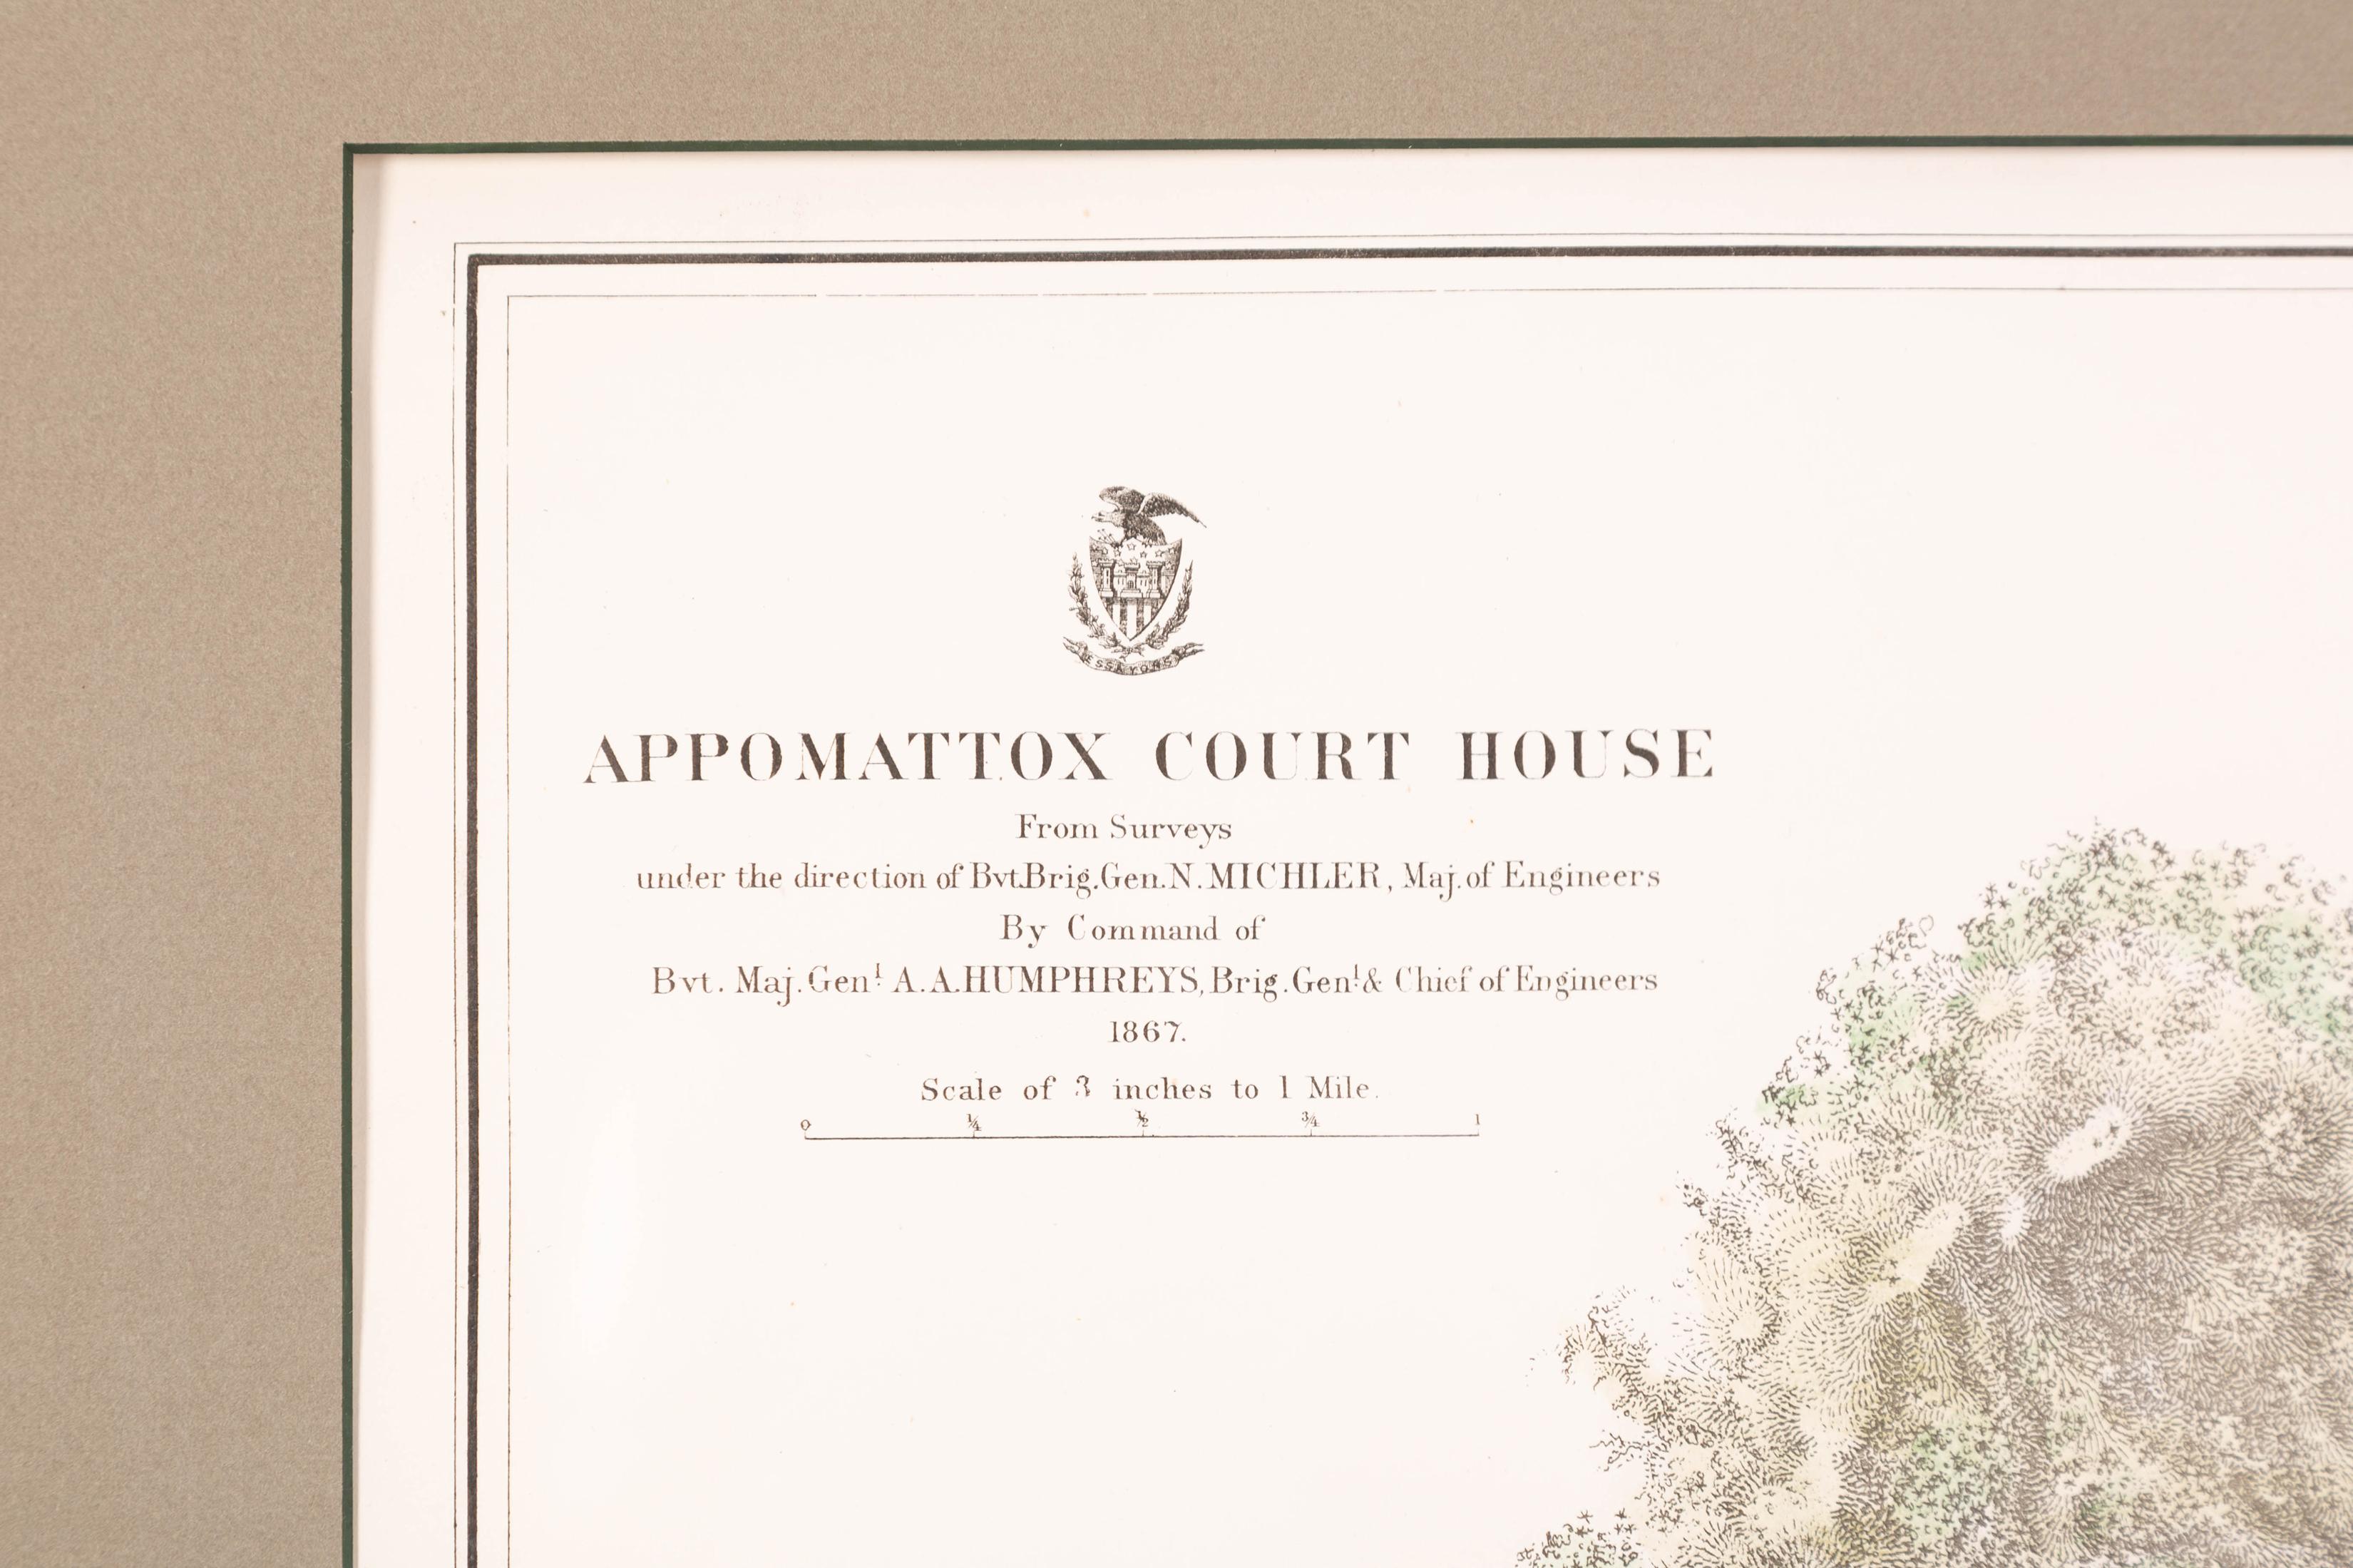 ESSAYONS
APPOMATTOX COURT HOUSE
From Surveys
under the direction of Bvt.Brig.Gen.N.MICHLER, Maj.of Engineers
By Command of
Bvt. Maj.Genl. A.A.HUMPHREYS, Brig.Genl.& Chief of Engineers
1867.
Scale of 3 inches to 1 Mile.
0 ¼ ½ ¾ 1